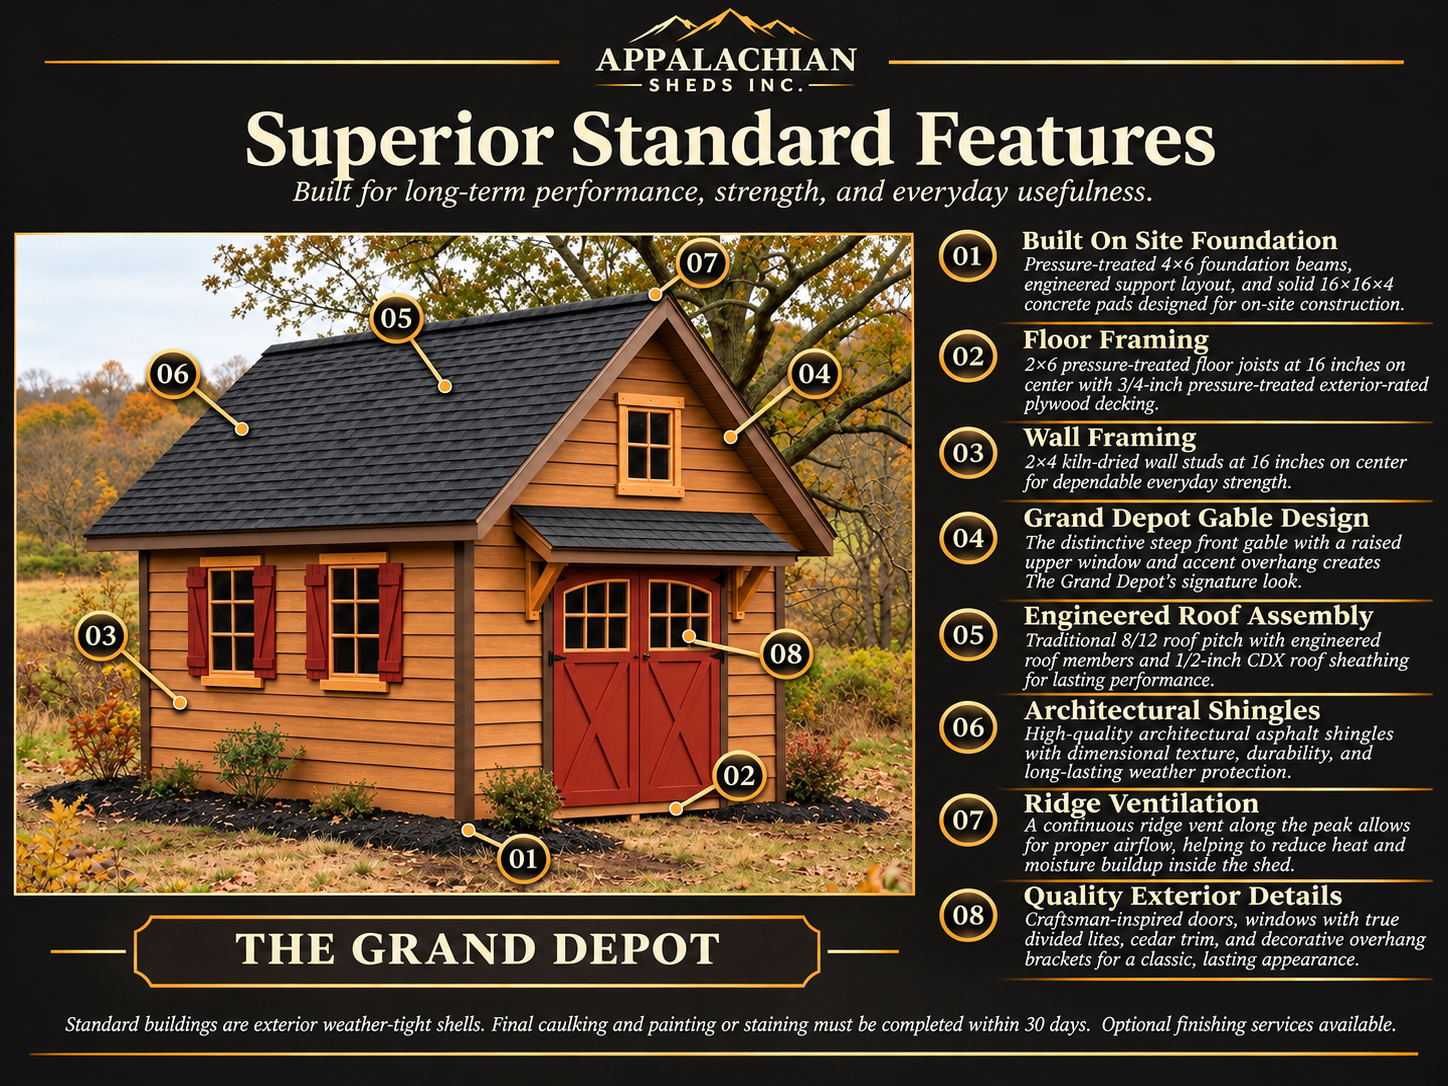 APPALACHIAN
SHEDS INC.
Superior Standard Features
Built for long-term performance, strength, and everyday usefulness.
07
05
06
04
03
08
02
01
01
Built On Site Foundation
Pressure-treated 4×6 foundation beams,
engineered support layout, and solid 16×16×4
concrete pads designed for on-site construction.
02
Floor Framing
2×6 pressure-treated floor joists at 16 inches on
center with 3/4-inch pressure-treated exterior-rated
plywood decking.
03
Wall Framing
2×4 kiln-dried wall studs at 16 inches on center
for dependable everyday strength.
04
Grand Depot Gable Design
The distinctive steep front gable with a raised
upper window and accent overhang creates
The Grand Depot's signature look.
05
Engineered Roof Assembly
Traditional 8/12 roof pitch with engineered
roof members and 1/2-inch CDX roof sheathing
for lasting performance.
06
Architectural Shingles
High-quality architectural asphalt shingles
with dimensional texture, durability, and
long-lasting weather protection.
07
Ridge Ventilation
A continuous ridge vent along the peak allows
for proper airflow, helping to reduce heat and
moisture buildup inside the shed.
08
Quality Exterior Details
Craftsman-inspired doors, windows with true
divided lites, cedar trim, and decorative overhang
brackets for a classic, lasting appearance.
THE GRAND DEPOT
Standard buildings are exterior weather-tight shells. Final caulking and painting or staining must be completed within 30 days. Optional finishing services available.